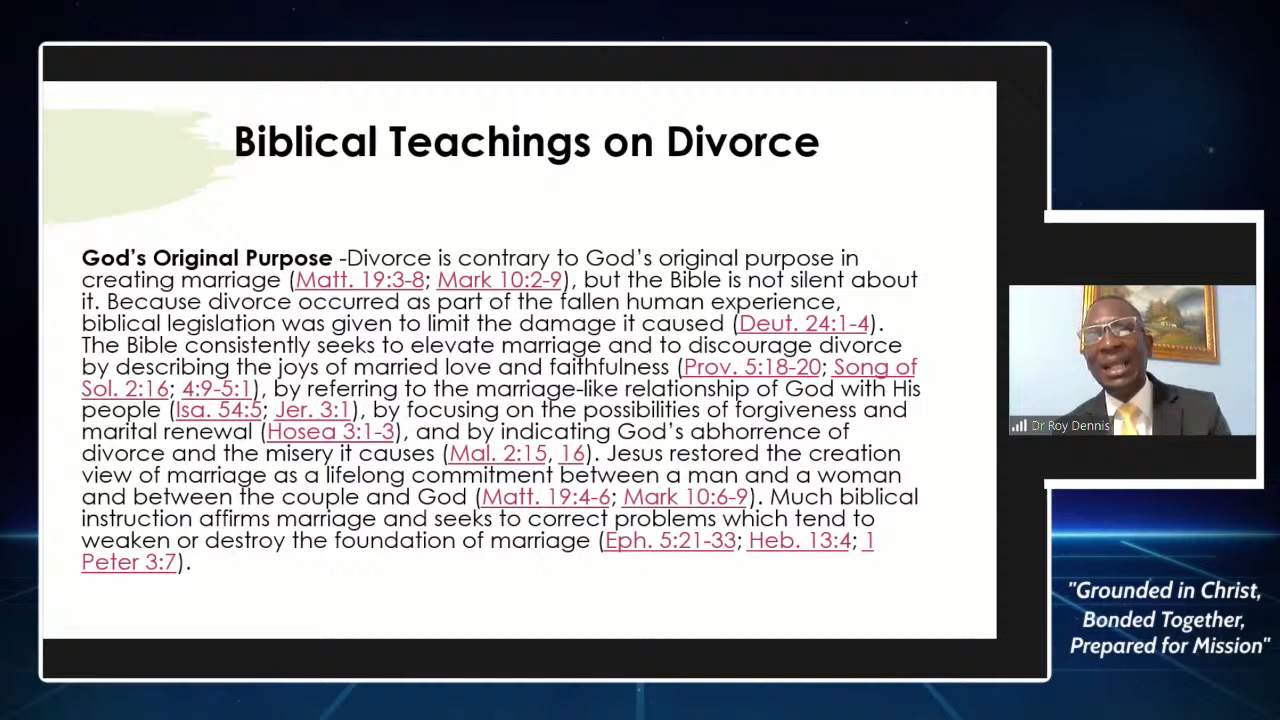 Biblical Teachings on Divorce
God's Original Purpose -Divorce is contrary to God's original purpose in
creating marriage (Matt. 19:3-8; Mark 10:2-9), but the Bible is not silent about
it. Because divorce occurred as part of the fallen human experience,
biblical legislation was given to limit the damage it caused (Deut. 24:1-4).
The Bible consistently seeks to elevate marriage and to discourage divorce
by describing the joys of married love and faithfulness (Prov. 5:18-20; Song of
Sol. 2:16; 4:9-5:1), by referring to the marriage-like relationship of God with His
people (Isa. 54:5; Jer. 3:1), by focusing on the possibilities of forgiveness and
marital renewal (Hosea 3:1-3), and by indicating God's abhorrence of
divorce and the misery it causes (Mal. 2:15, 16). Jesus restored the creation
view of marriage as a lifelong commitment between a man and a woman
and between the couple and God (Matt. 19:4-6; Mark 10:6-9). Much biblical
instruction affirms marriage and seeks to correct problems which tend to
weaken or destroy the foundation of marriage (Eph. 5:21-33; Heb. 13:4; 1
Peter 3:7).
Dr Roy Dennis
"Grounded in Christ,
Bonded Together,
Prepared for Mission"